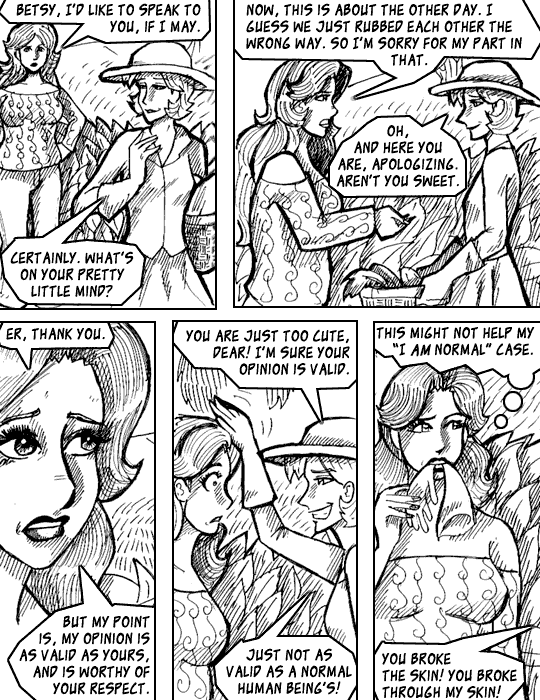 BETSY, I'D LIKE TO SPEAK TO
YOU, IF I MAY.
CERTAINLY. WHAT'S
ON YOUR PRETTY
LITTLE MIND?
NOW, THIS IS ABOUT THE OTHER DAY. I
GUESS WE JUST RUBBED EACH OTHER THE
WRONG WAY. SO I'M SORRY FOR MY PART IN
THAT.
OH,
AND HERE YOU
ARE, APOLOGIZING.
AREN'T YOU SWEET.
ER, THANK YOU.
BUT MY POINT
IS, MY OPINION IS
AS VALID AS YOURS,
AND IS WORTHY OF
YOUR RESPECT.
YOU ARE JUST TOO CUTE,
DEAR! I'M SURE YOUR
OPINION IS VALID.
JUST NOT AS
VALID AS A NORMAL
HUMAN BEING'S!
THIS MIGHT NOT HELP MY
"I AM NORMAL" CASE.
YOU BROKE
THE SKIN! YOU BROKE
THROUGH MY SKIN!